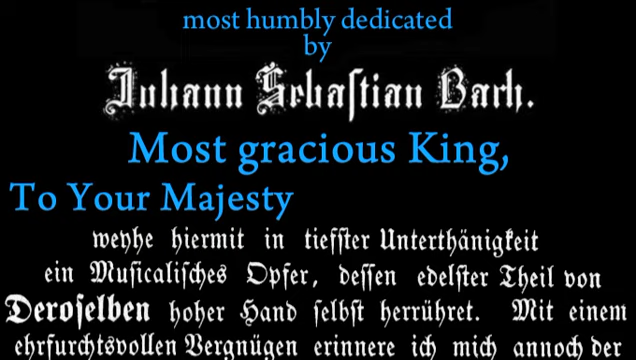 most humbly dedicated
by
Johann Sebastian Bach.
Most gracious King,
To Your Majesty
weyhe hiermit in tiefster Unterthänigkeit
ein Musicalisches Opfer, dessen edelster Theil von
Deroselben hoher Hand selbst herrühret. Mit einem
ehrfurchtsvollen Vergnügen erinnere ich mich annoch der